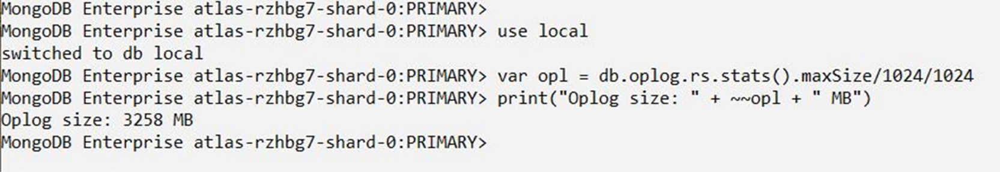 MongoDB Enterprise atlas-rzhbg7-shard-0:PRIMARY>
MongoDB Enterprise atlas-rzhbg7-shard-0:PRIMARY> use local
switched to db local
MongoDB Enterprise atlas-rzhbg7-shard-0:PRIMARY> var opl = db.oplog.rs.stats().maxSize/1024/1024
MongoDB Enterprise atlas-rzhbg7-shard-0:PRIMARY> print("Oplog size: " + ~~opl + " MB")
Oplog size: 3258 MB
MongoDB Enterprise atlas-rzhbg7-shard-0:PRIMARY>